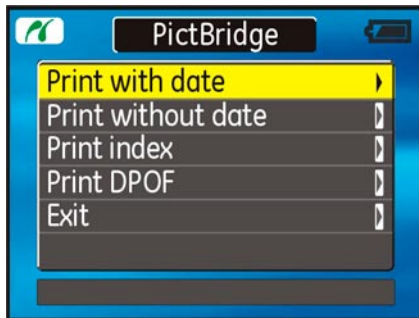 PictBridge
Print with date
Print without date
Print index
Print DPOF
Exit